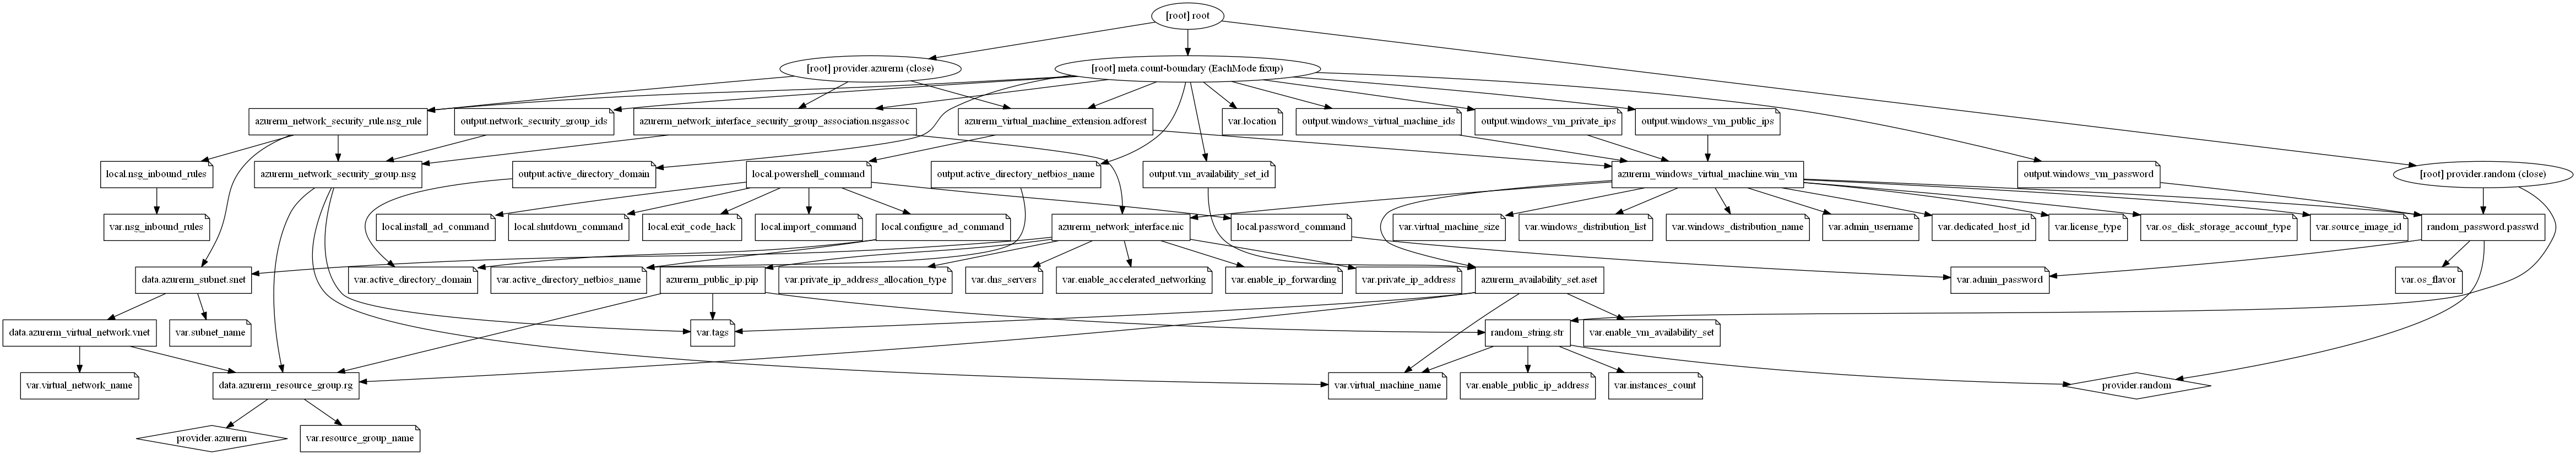 [root] root
[root] provider.azurerm (close)
[root] meta.count-boundary (EachMode fixup)
azurerm_network_security_rule.nsg_rule
output.network_security_group_ids
azurerm_network_interface_security_group_association.nsgassoc
azurerm_virtual_machine_extension.adforest
var.location
output.windows_virtual_machine_ids
output.windows_vm_private_ips
output.windows_vm_public_ips
local.nsg_inbound_rules
azurerm_network_security_group.nsg
output.active_directory_domain
local.powershell_command
output.active_directory_netbios_name
output.vm_availability_set_id
azurerm_windows_virtual_machine.win_vm
output.windows_vm_password
[root] provider.random (close)
var.nsg_inbound_rules
local.install_ad_command
local.shutdown_command
local.exit_code_hack
local.import_command
local.configure_ad_command
azurerm_network_interface.nic
local.password_command
var.virtual_machine_size
var.windows_distribution_list
var.windows_distribution_name
var.admin_username
var.dedicated_host_id
var.license_type
var.os_disk_storage_account_type
var.source_image_id
random_password.passwd
data.azurerm_subnet.snet
var.active_directory_domain
var.active_directory_netbios_name
azurerm_public_ip.pip
var.private_ip_address_allocation_type
var.dns_servers
var.enable_accelerated_networking
var.enable_ip_forwarding
var.private_ip_address
azurerm_availability_set.aset
var.admin_password
var.os_flavor
data.azurerm_virtual_network.vnet
var.subnet_name
var.tags
random_string.str
var.enable_vm_availability_set
var.virtual_network_name
data.azurerm_resource_group.rg
var.virtual_machine_name
var.enable_public_ip_address
var.instances_count
provider.random
provider.azurerm
var.resource_group_name